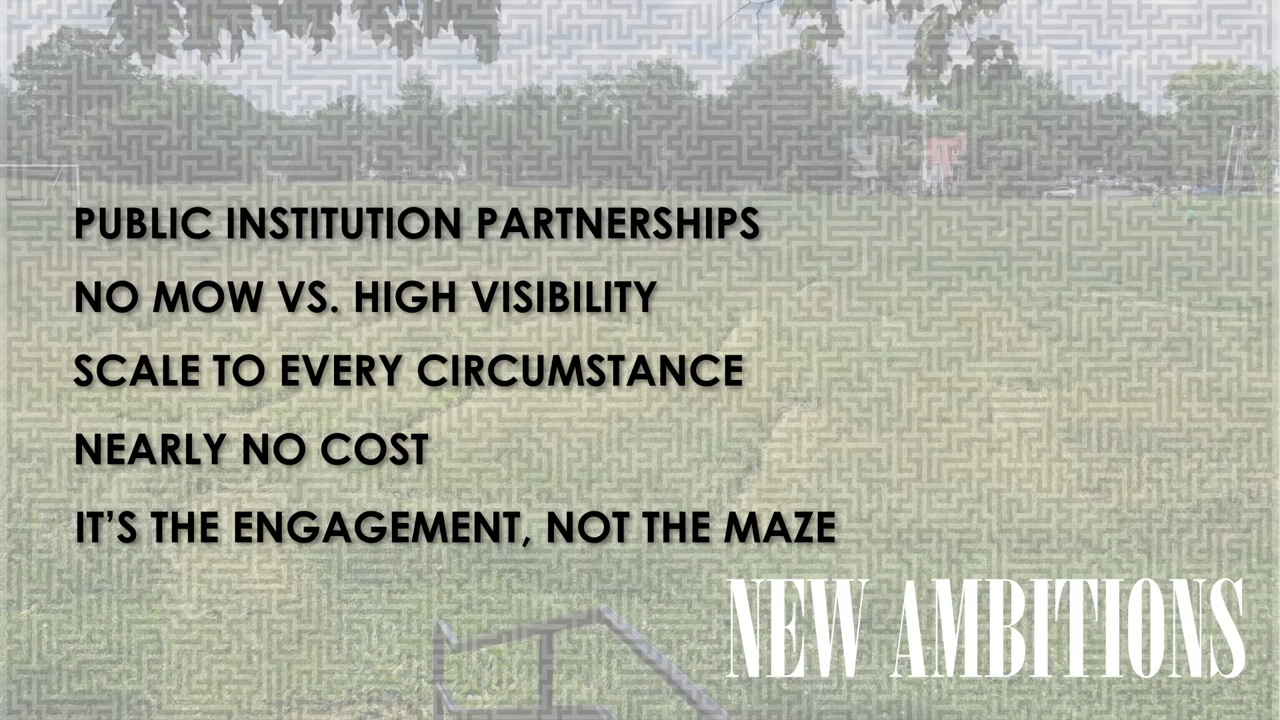 PUBLIC INSTITUTION PARTNERSHIPS
NO MOW VS. HIGH VISIBILITY
SCALE TO EVERY CIRCUMSTANCE
NEARLY NO COST
IT’S THE ENGAGEMENT, NOT THE MAZE
NEW AMBITIONS